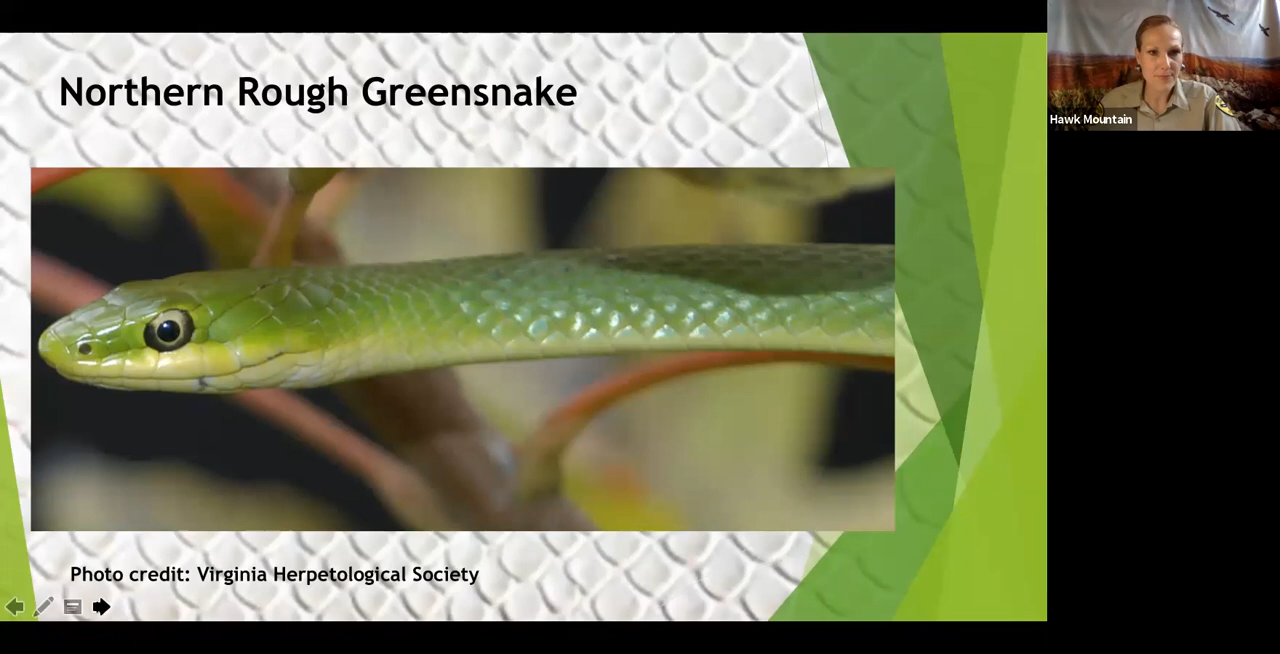 Northern Rough Greensnake
Hawk Mountain
Photo credit: Virginia Herpetological Society